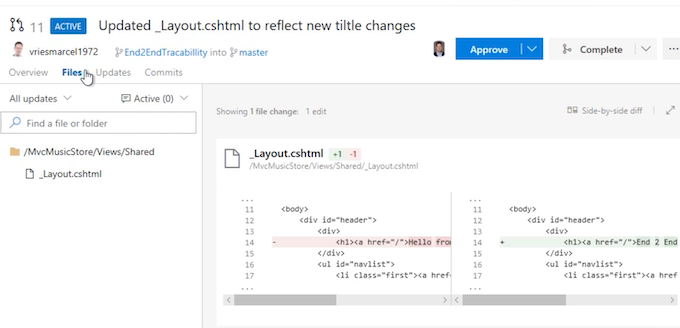 11 ACTIVE Updated _Layout.cshtml to reflect new tiltle changes
vriesmarcel1972 End2EndTracabillity into master
Approve Complete ...
Overview Files Updates Commits
All updates Active (0)
Showing 1 file change: 1 edit Side-by-side diff
Find a file or folder
/MvcMusicStore/Views/Shared
_Layout.cshtml
_Layout.cshtml +1 -1
/MvcMusicStore/Views/Shared/_Layout.cshtml
...
11 <body>
12 <div id="header">
13 <div>
14 - <h1><a href="/">Hello from
15 </div>
16 <ul id="navlist">
17 <li class="first"><a href
...
...
11 <body>
12 <div id="header">
13 <div>
14 + <h1><a href="/">End 2 End
15 </div>
16 <ul id="navlist">
17 <li class="first"><a href
...